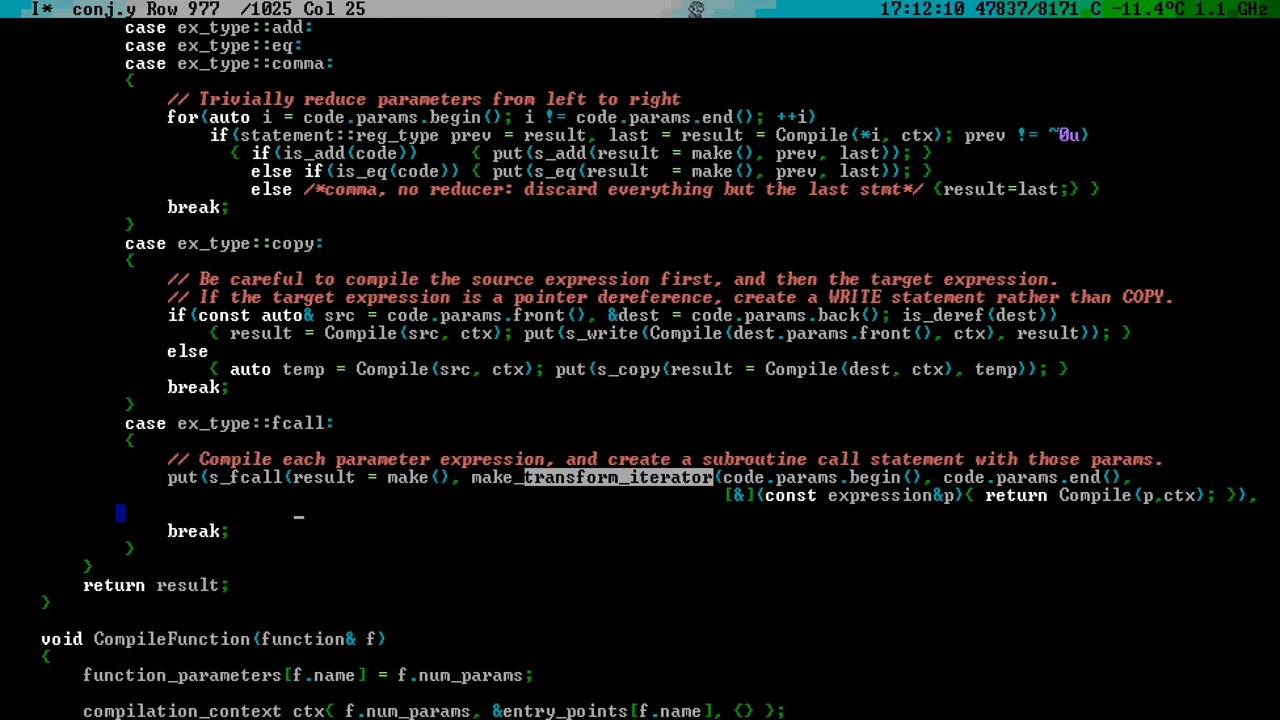 I* conj.y Row 977 /1025 Col 25 17:12:10 47837/8171 C -11.4ºC 1.1 GHz
case ex_type::add:
case ex_type::eq:
case ex_type::comma:
{
// Trivially reduce parameters from left to right
for(auto i = code.params.begin(); i != code.params.end(); ++i)
if(statement::reg_type prev = result, last = result = Compile(*i, ctx); prev != ~0u)
{ if(is_add(code)) { put(s_add(result = make(), prev, last)); }
else if(is_eq(code)) { put(s_eq(result = make(), prev, last)); }
else /*comma, no reducer: discard everything but the last stmt*/ {result=last;} }
break;
}
case ex_type::copy:
{
// Be careful to compile the source expression first, and then the target expression.
// If the target expression is a pointer dereference, create a WRITE statement rather than COPY.
if(const auto& src = code.params.front(), &dest = code.params.back(); is_deref(dest))
{ result = Compile(src, ctx); put(s_write(Compile(dest.params.front(), ctx), result)); }
else
{ auto temp = Compile(src, ctx); put(s_copy(result = Compile(dest, ctx), temp)); }
break;
}
case ex_type::fcall:
{
// Compile each parameter expression, and create a subroutine call statement with those params.
put(s_fcall(result = make(), make_transform_iterator(code.params.begin(), code.params.end(),
[&](const expression&p){ return Compile(p,ctx); }),
_
break;
}
}
return result;
}
void CompileFunction(function& f)
{
function_parameters[f.name] = f.num_params;
compilation_context ctx{ f.num_params, &entry_points[f.name], {} };